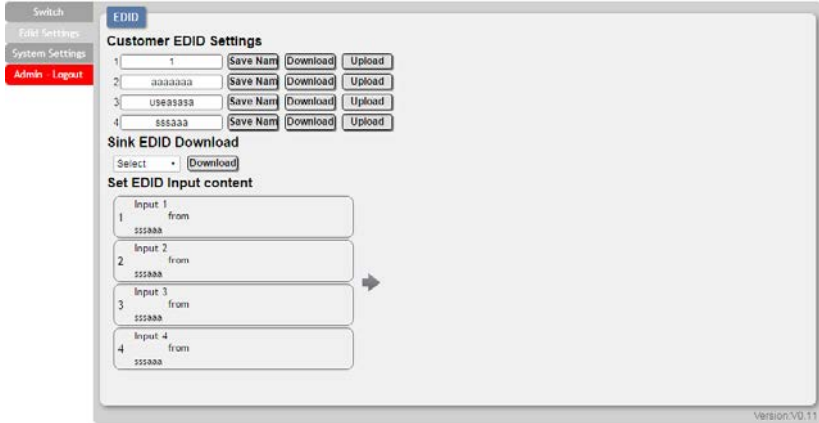 Switch
Edid Settings
System Settings
Admin - Logout
EDID
Customer EDID Settings
1 1 Save Nam Download Upload
2 aaaaaaa Save Nam Download Upload
3 useasasa Save Nam Download Upload
4 sssaaa Save Nam Download Upload
Sink EDID Download
Select Download
Set EDID Input content
Input 1
1 from
sssaaa
Input 2
2 from
sssaaa
Input 3
3 from
sssaaa
Input 4
4 from
sssaaa
Version:V0.11